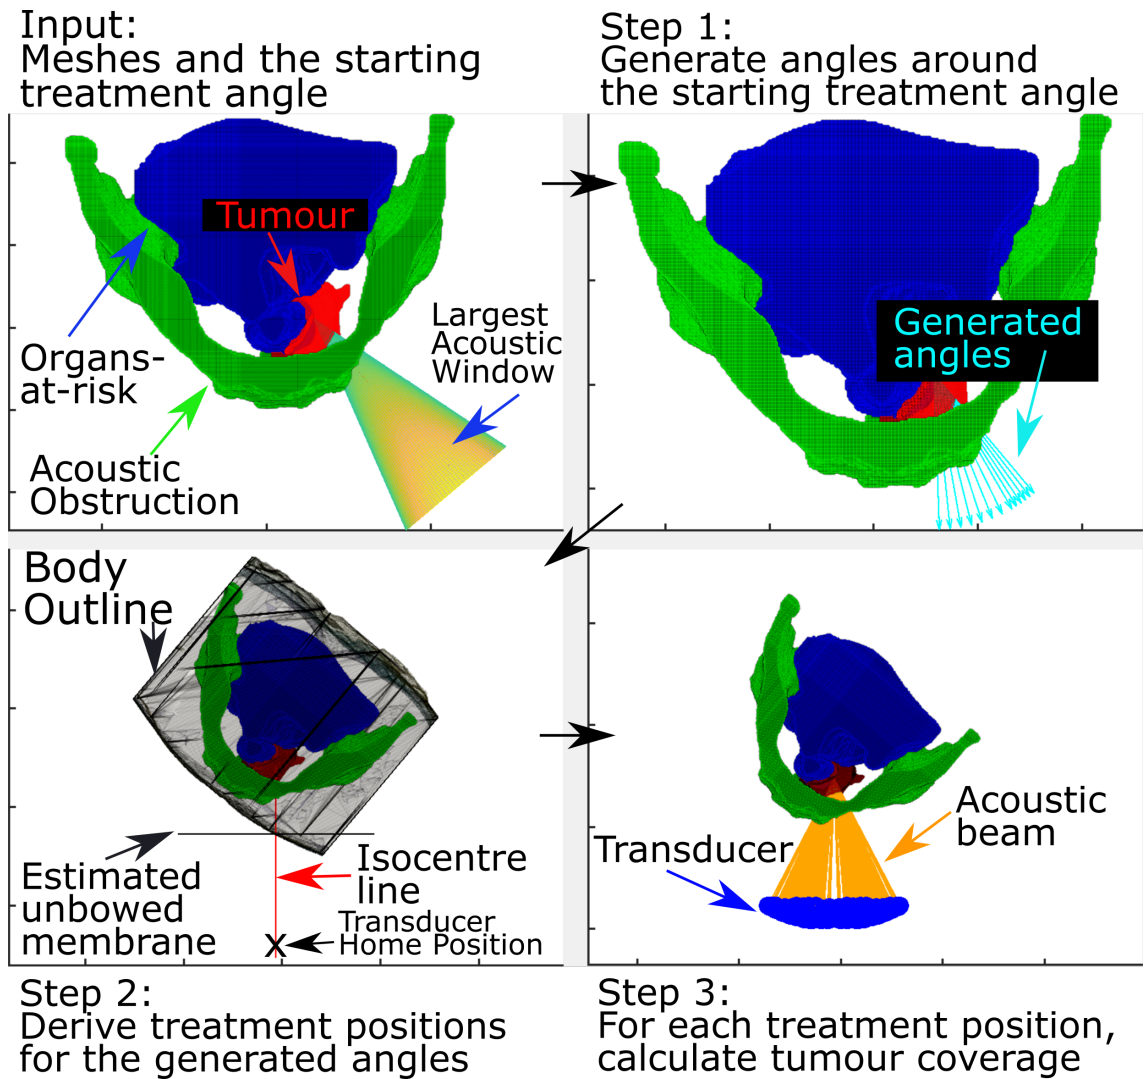 Input:
Meshes and the starting
treatment angle
Step 1:
Generate angles around
the starting treatment angle
Tumour
Largest
Acoustic
Window
Organs-
at-risk
Acoustic
Obstruction
Generated
angles
Body
Outline
Estimated
unbowed
membrane
Isocentre
line
Transducer
Home Position
X
Acoustic
beam
Transducer
Step 2:
Derive treatment positions
for the generated angles
Step 3:
For each treatment position,
calculate tumour coverage